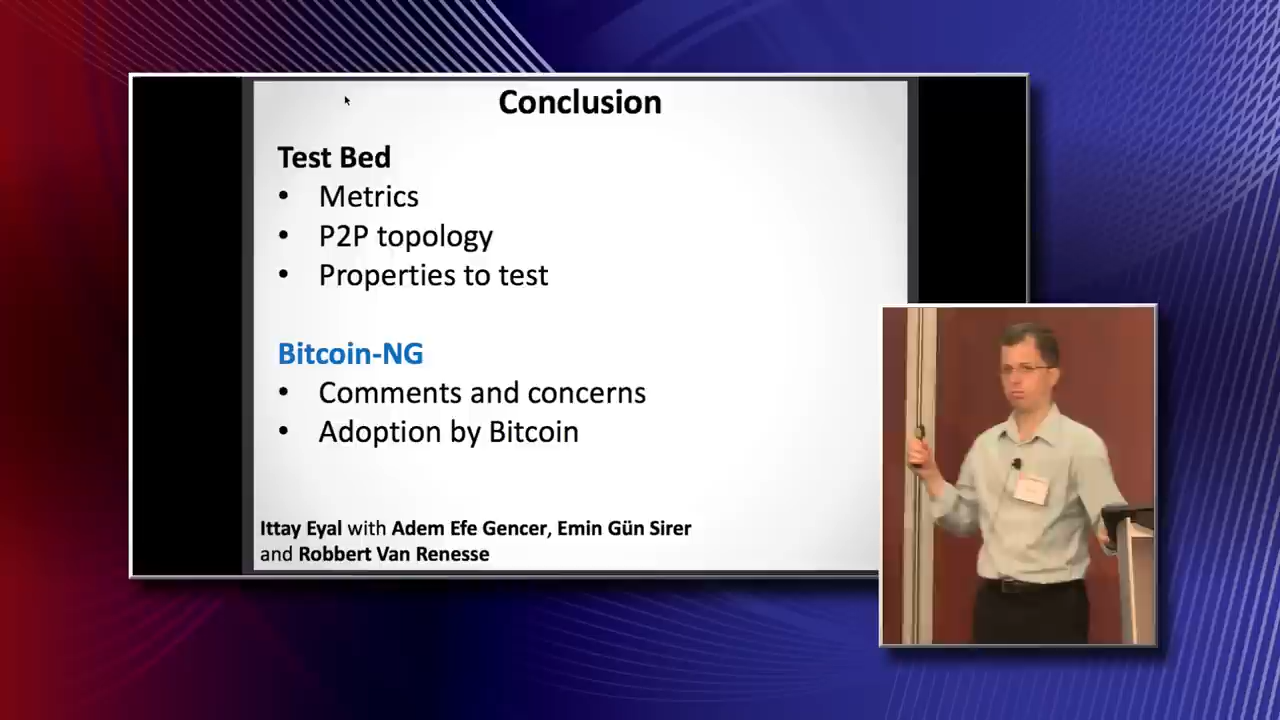 Conclusion
Test Bed
• Metrics
• P2P topology
• Properties to test
Bitcoin-NG
• Comments and concerns
• Adoption by Bitcoin
Ittay Eyal with Adem Efe Gencer, Emin Gün Sirer
and Robbert Van Renesse